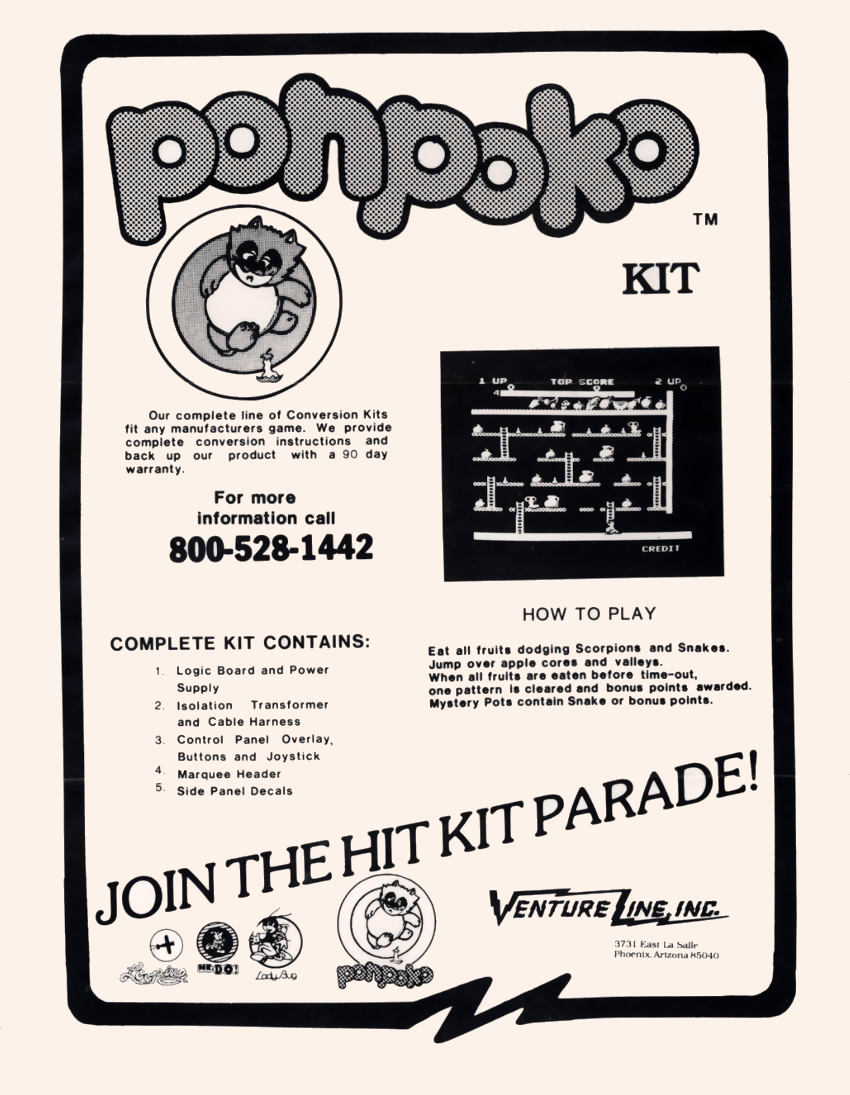 ponpoko
TM
KIT
Our complete line of Conversion Kits
fit any manufacturers game. We provide
complete conversion instructions and
back up our product with a 90 day
warranty.
For more
information call
800-528-1442
1 UP TOP SCORE 2 UP
4
CREDIT
COMPLETE KIT CONTAINS:
1. Logic Board and Power
Supply
2. Isolation Transformer
and Cable Harness
3. Control Panel Overlay,
Buttons and Joystick
4. Marquee Header
5. Side Panel Decals
HOW TO PLAY
Eat all fruits dodging Scorpions and Snakes.
Jump over apple cores and valleys.
When all fruits are eaten before time-out,
one pattern is cleared and bonus points awarded.
Mystery Pots contain Snake or bonus points.
JOIN THE HIT KIT PARADE!
MR. DO!
Lady Bug
ponpoko
VENTURE LINE, INC.
3731 East La Salle
Phoenix, Arizona 85040